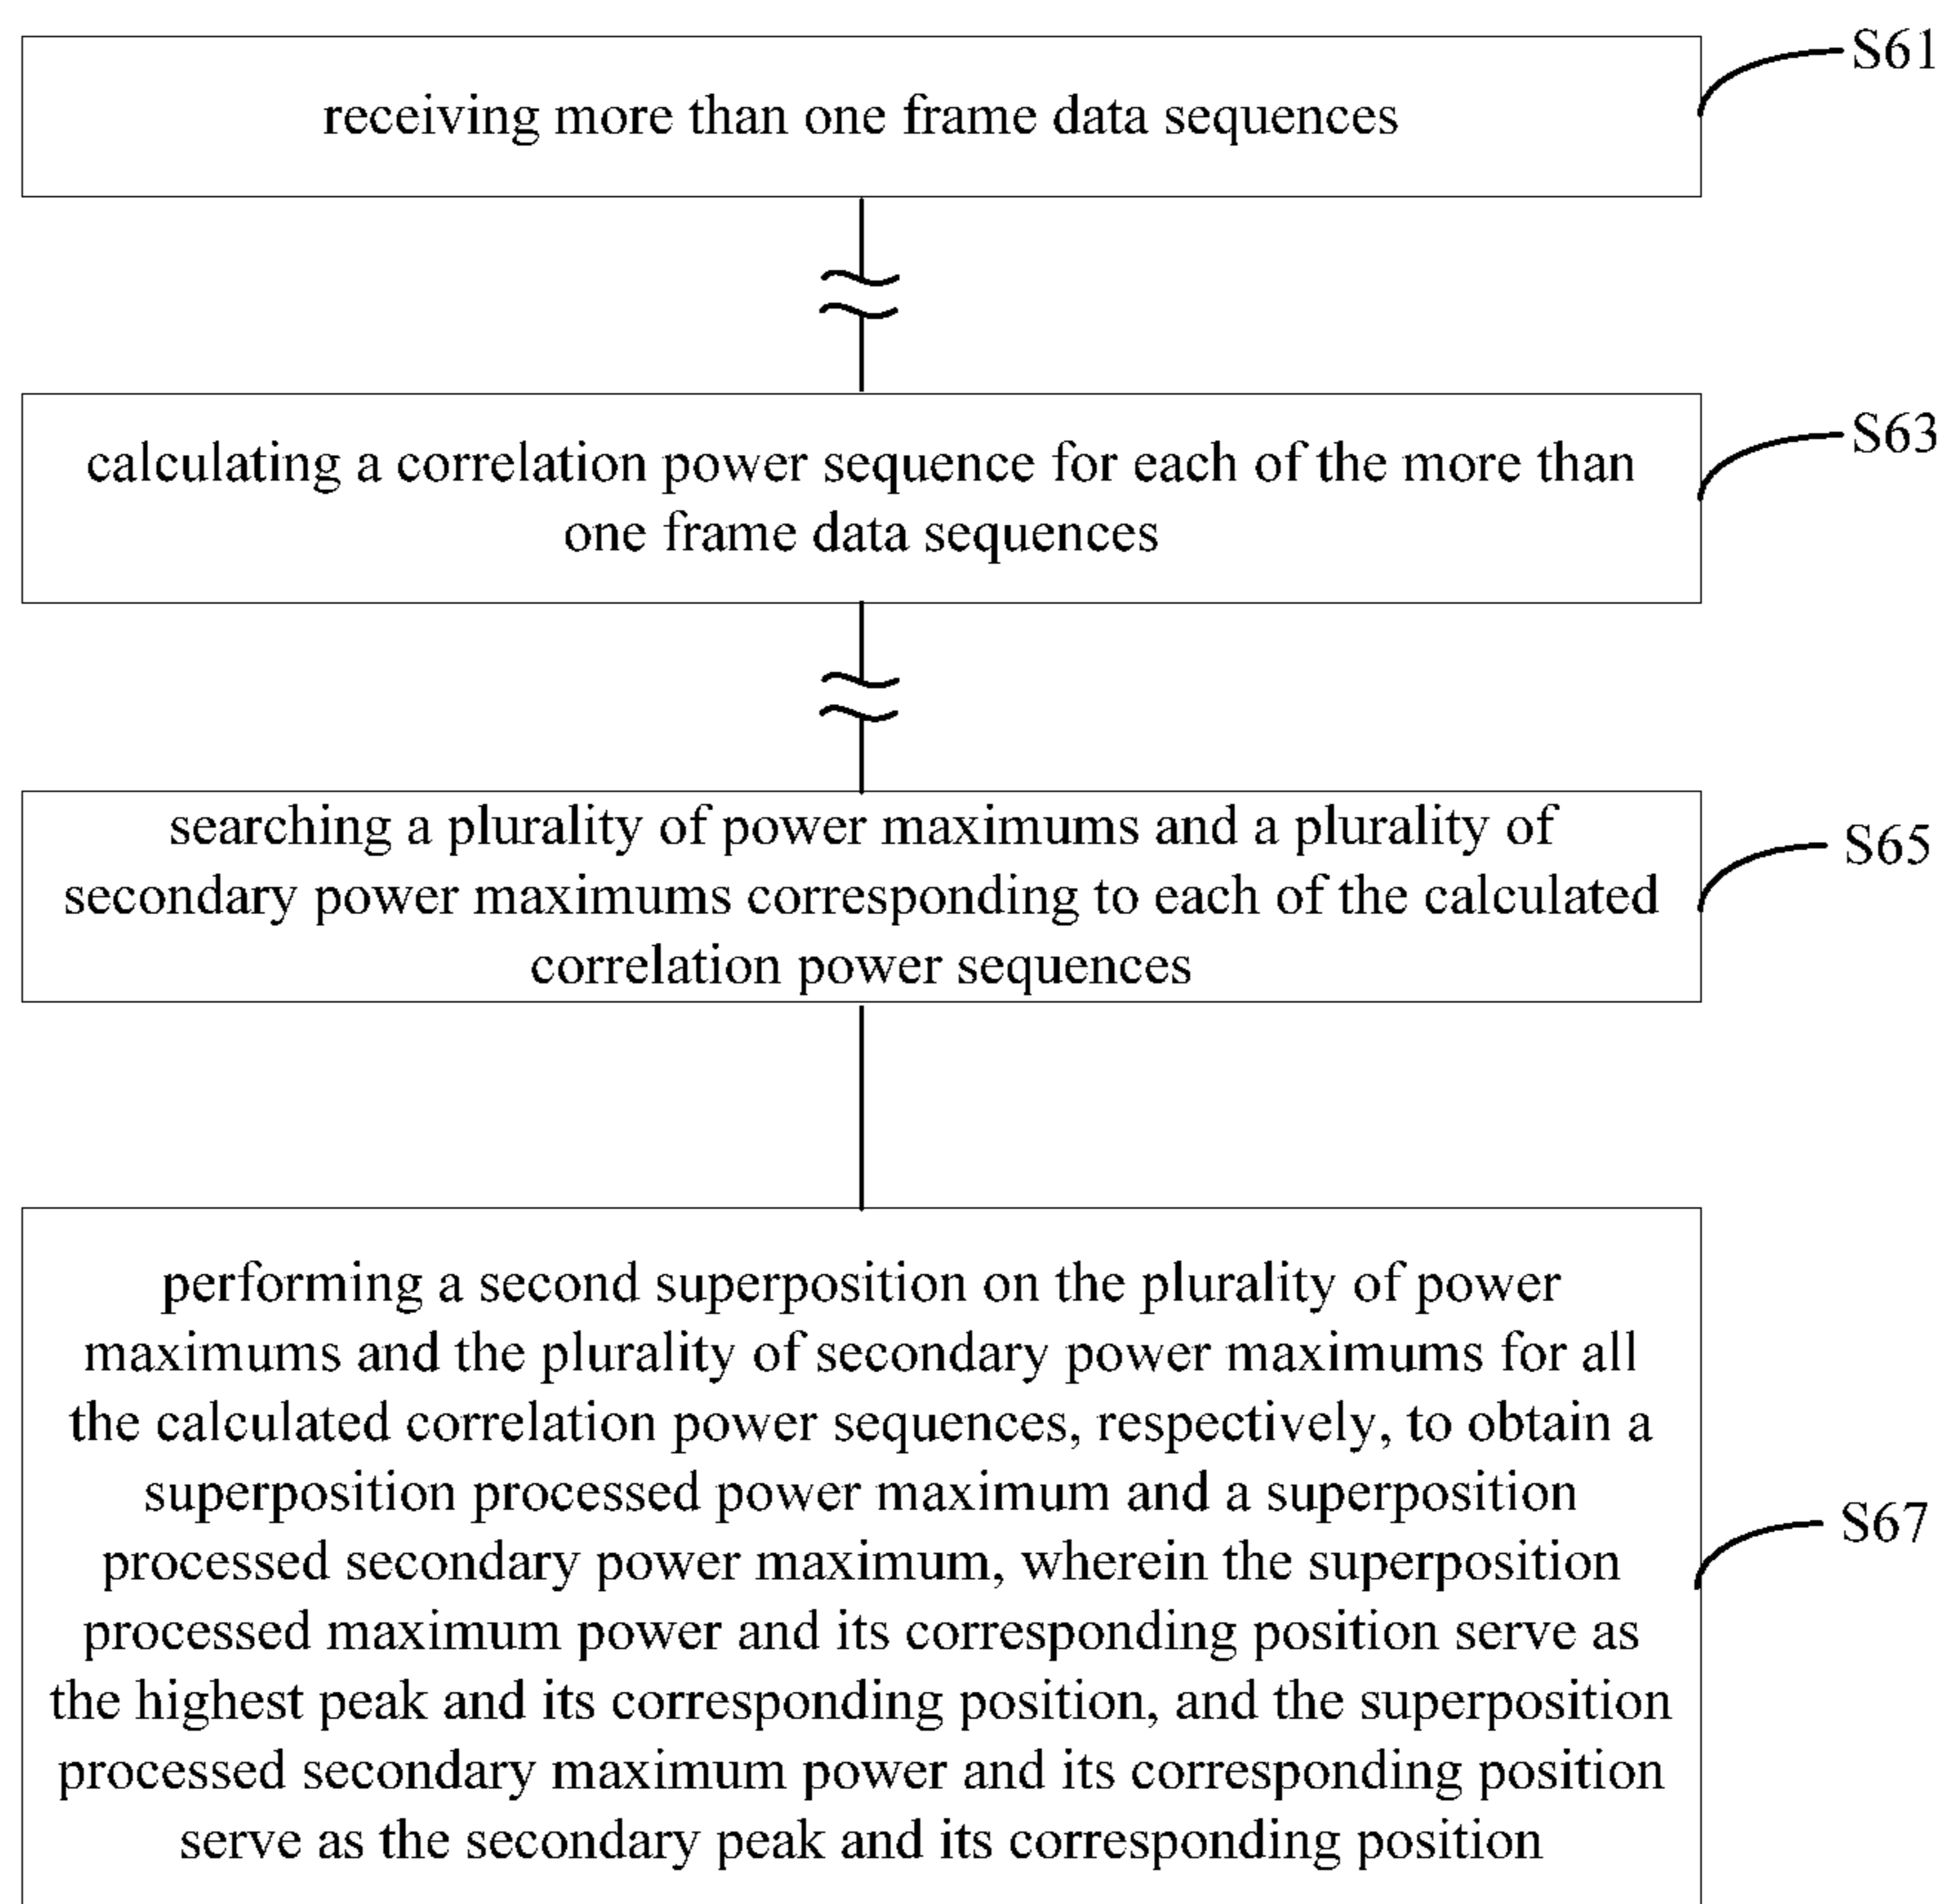 S61
receiving more than one frame data sequences
S63
calculating a correlation power sequence for each of the more than
one frame data sequences
searching a plurality of power maximums and a plurality of
S65
secondary power maximums corresponding to each of the calculated
correlation power sequences
performing a second superposition on the plurality of power
maximums and the plurality of secondary power maximums for all
the calculated correlation power sequences, respectively, to obtain a
superposition processed power maximum and a superposition
S67
processed secondary power maximum, wherein the superposition
processed maximum power and its corresponding position serve as
the highest peak and its corresponding position, and the superposition
processed secondary maximum power and its corresponding position
serve as the secondary peak and its corresponding position